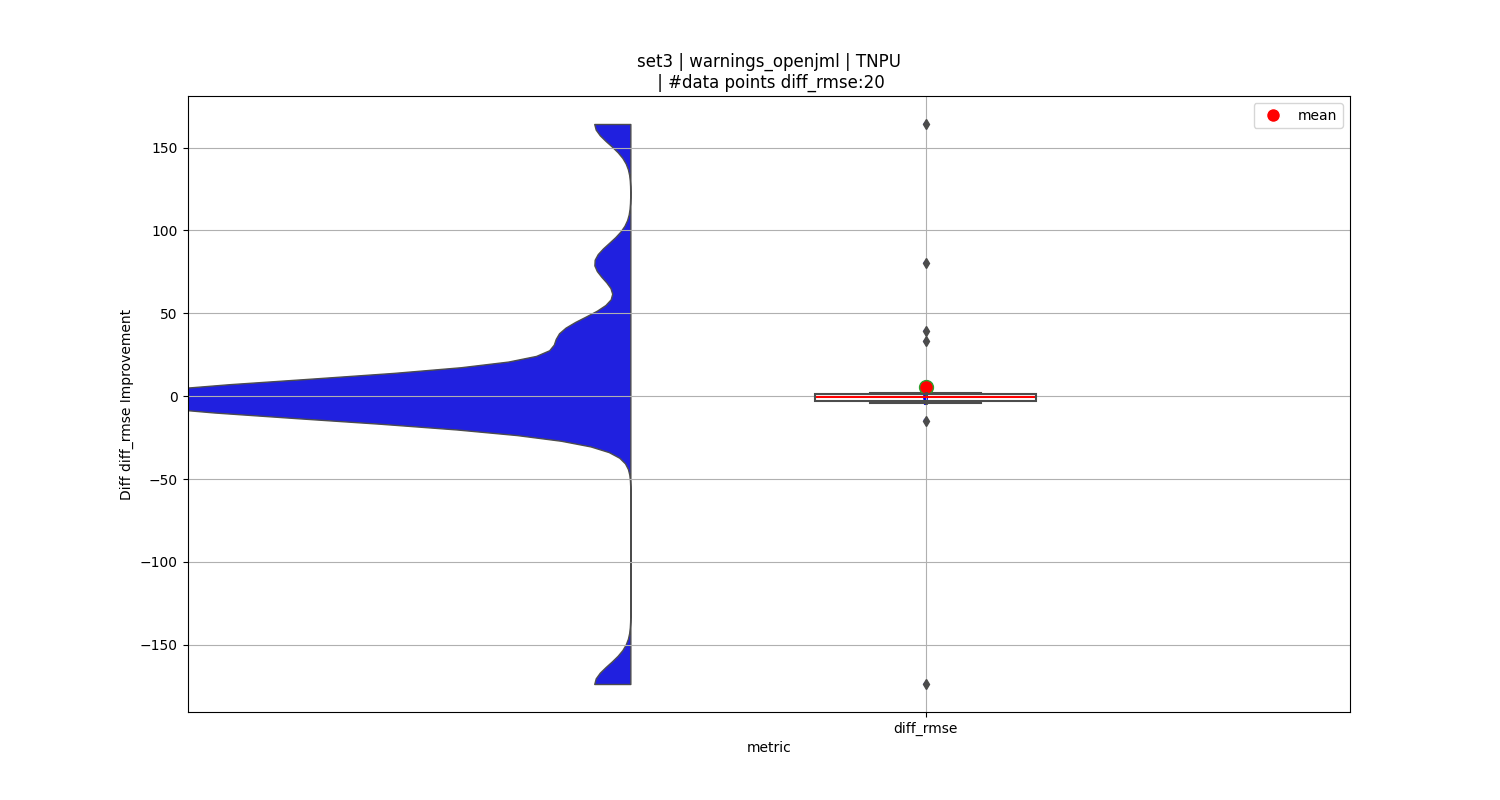 set3 | warnings_openjml | TNPU
| #data points diff_rmse:20
mean
150
100
50
0
−50
−100
−150
Diff diff_rmse Improvement
diff_rmse
metric